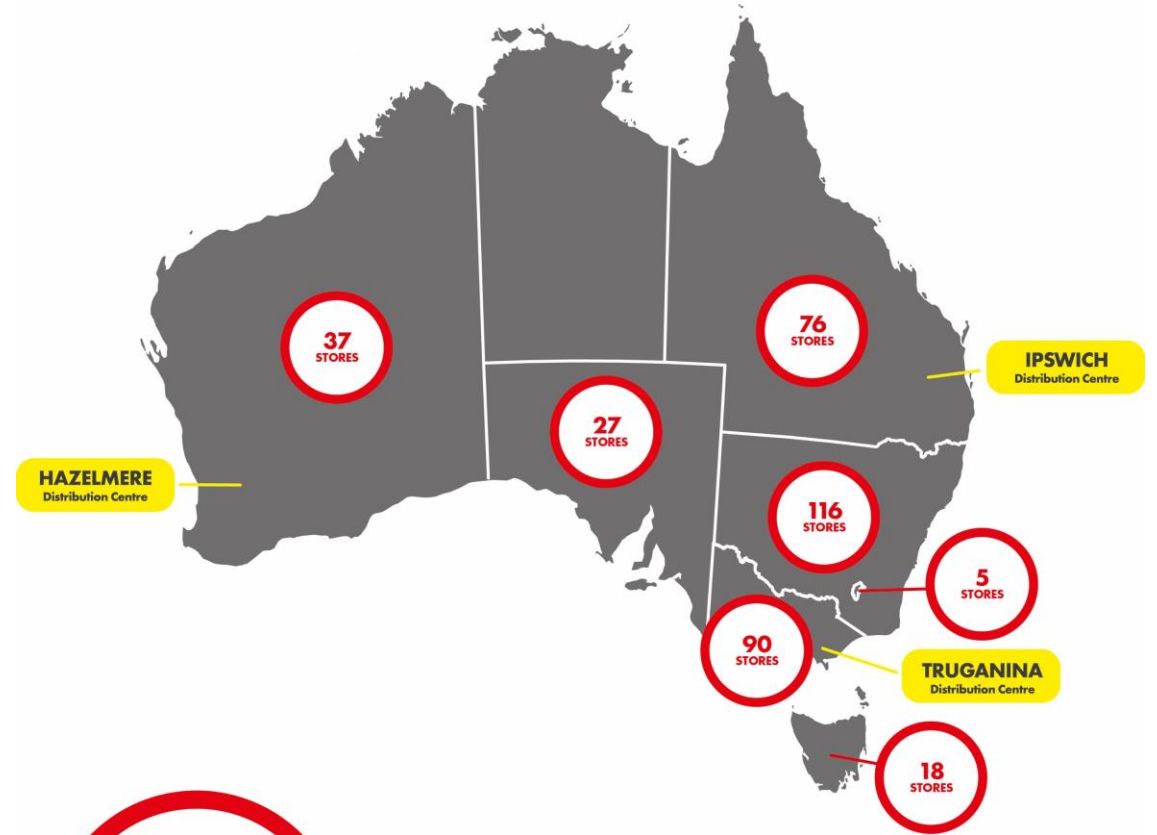 37
STORES
76
STORES
IPSWICH
Distribution Centre
27
STORES
HAZELMERE
Distribution Centre
116
STORES
5
STORES
90
STORES
TRUGANINA
Distribution Centre
18
STORES